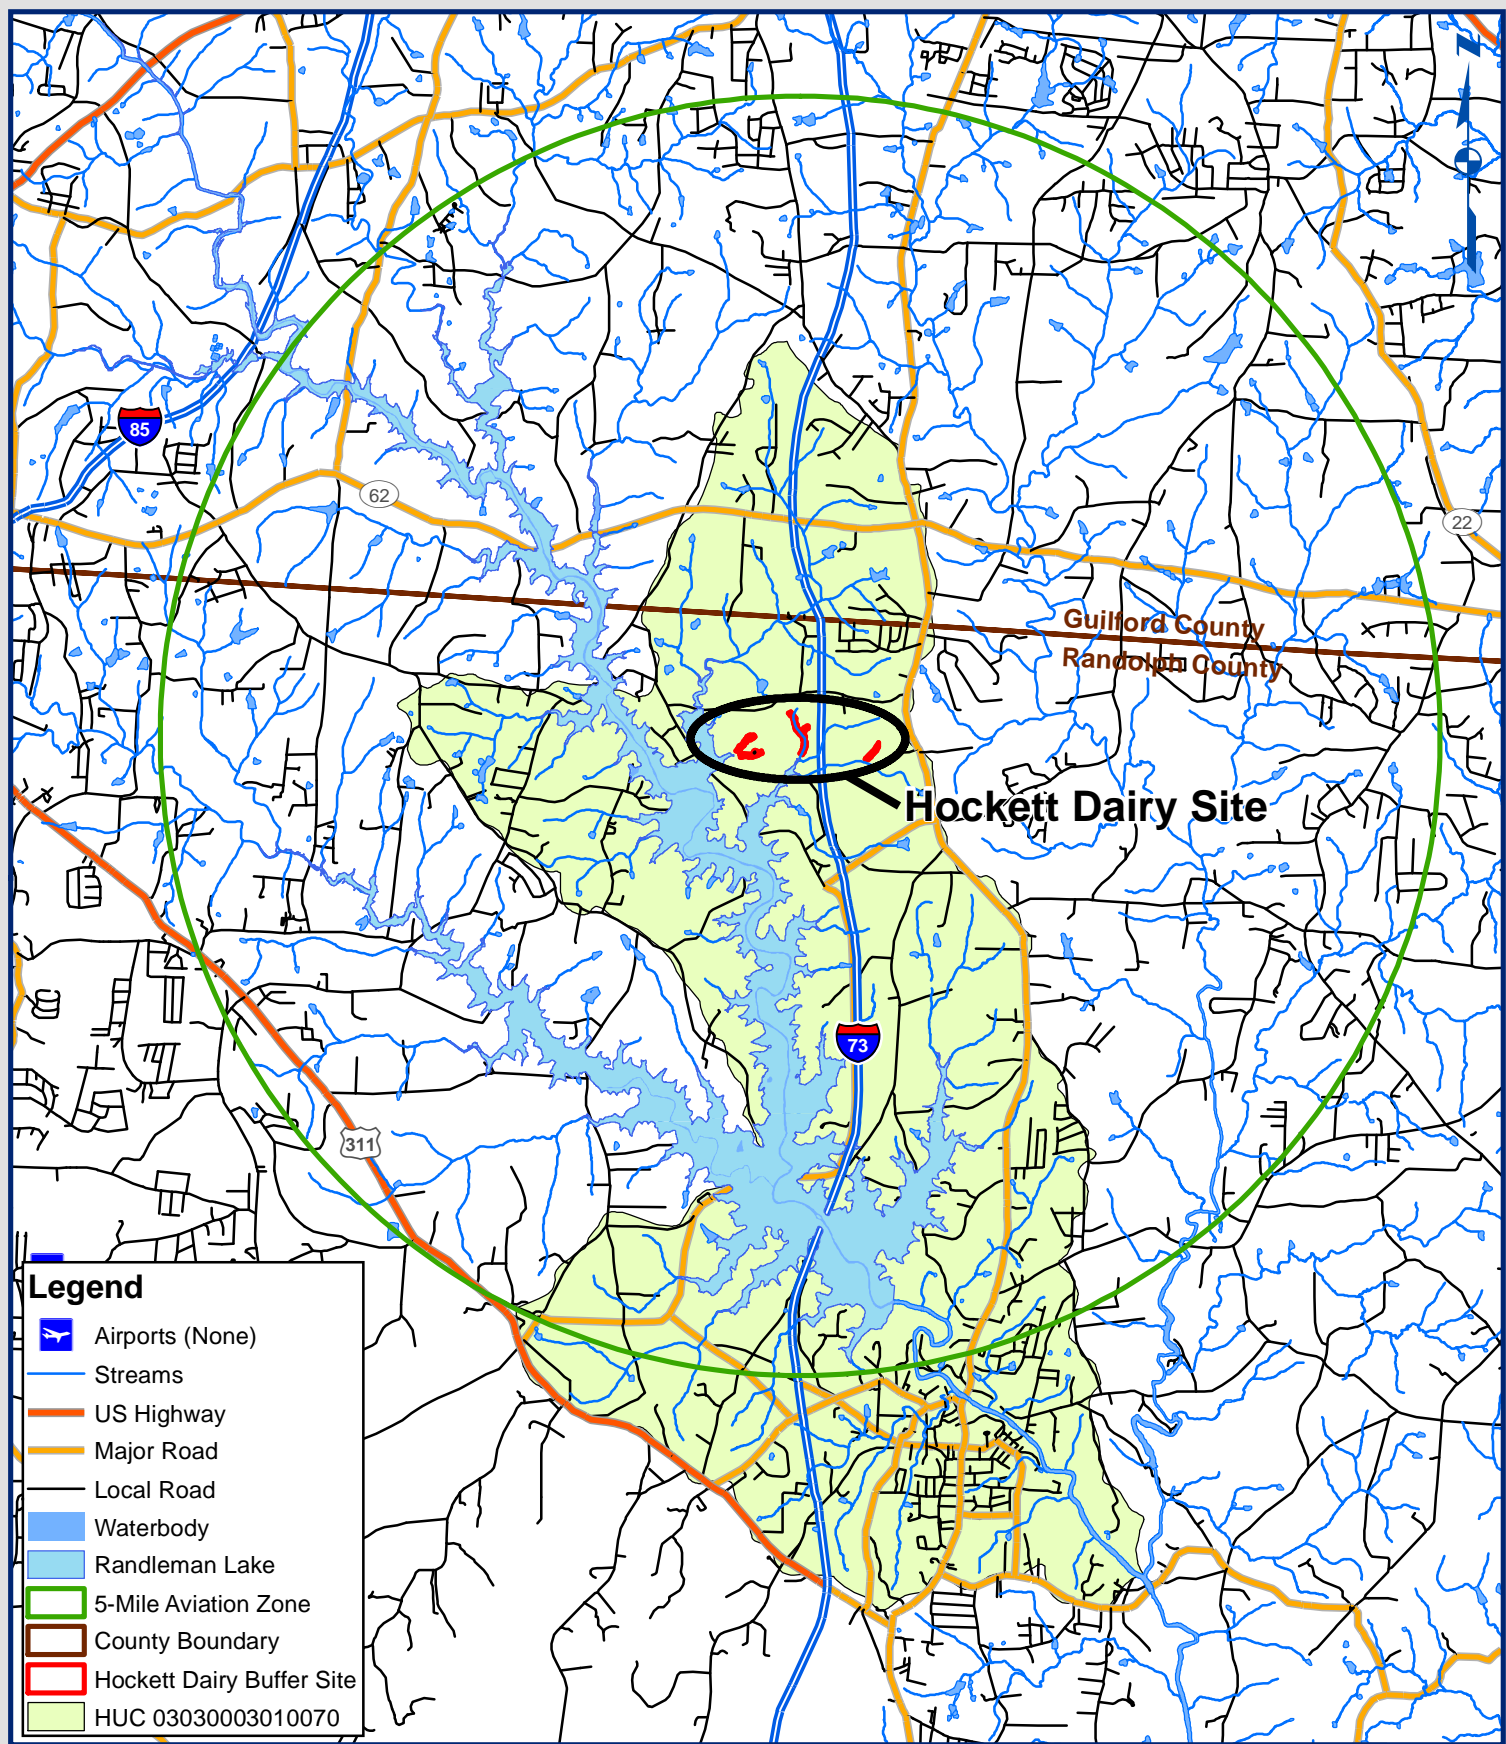 N
85
62
22
Guilford County
Randolph County
Hockett Dairy Site
73
311
Legend
Airports (None)
Streams
US Highway
Major Road
Local Road
Waterbody
Randleman Lake
5-Mile Aviation Zone
County Boundary
Hockett Dairy Buffer Site
HUC 03030003010070